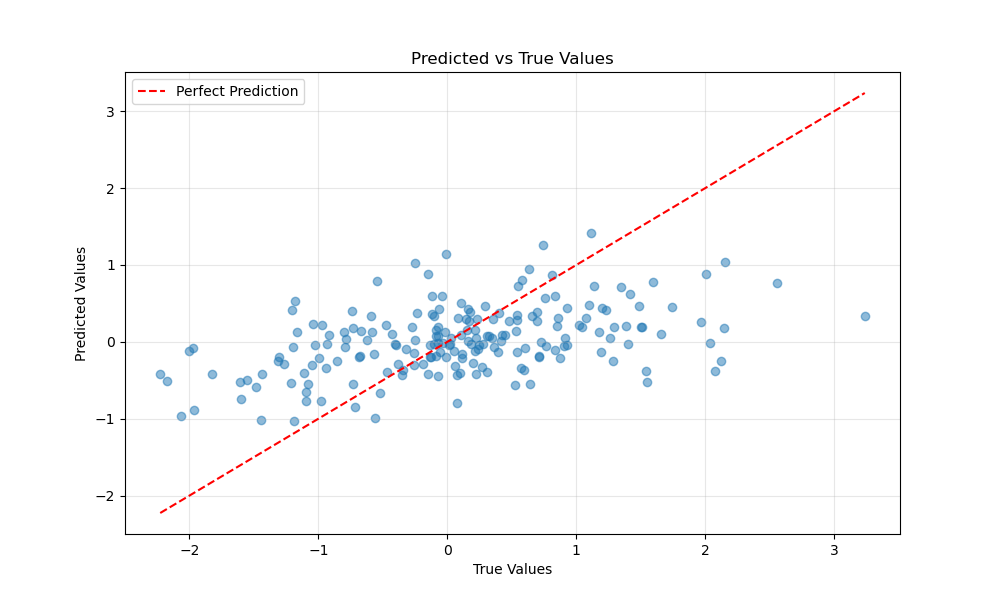 Predicted vs True Values
Perfect Prediction
Predicted Values
3
2
1
0
−1
−2
−2 −1 0 1 2 3
True Values